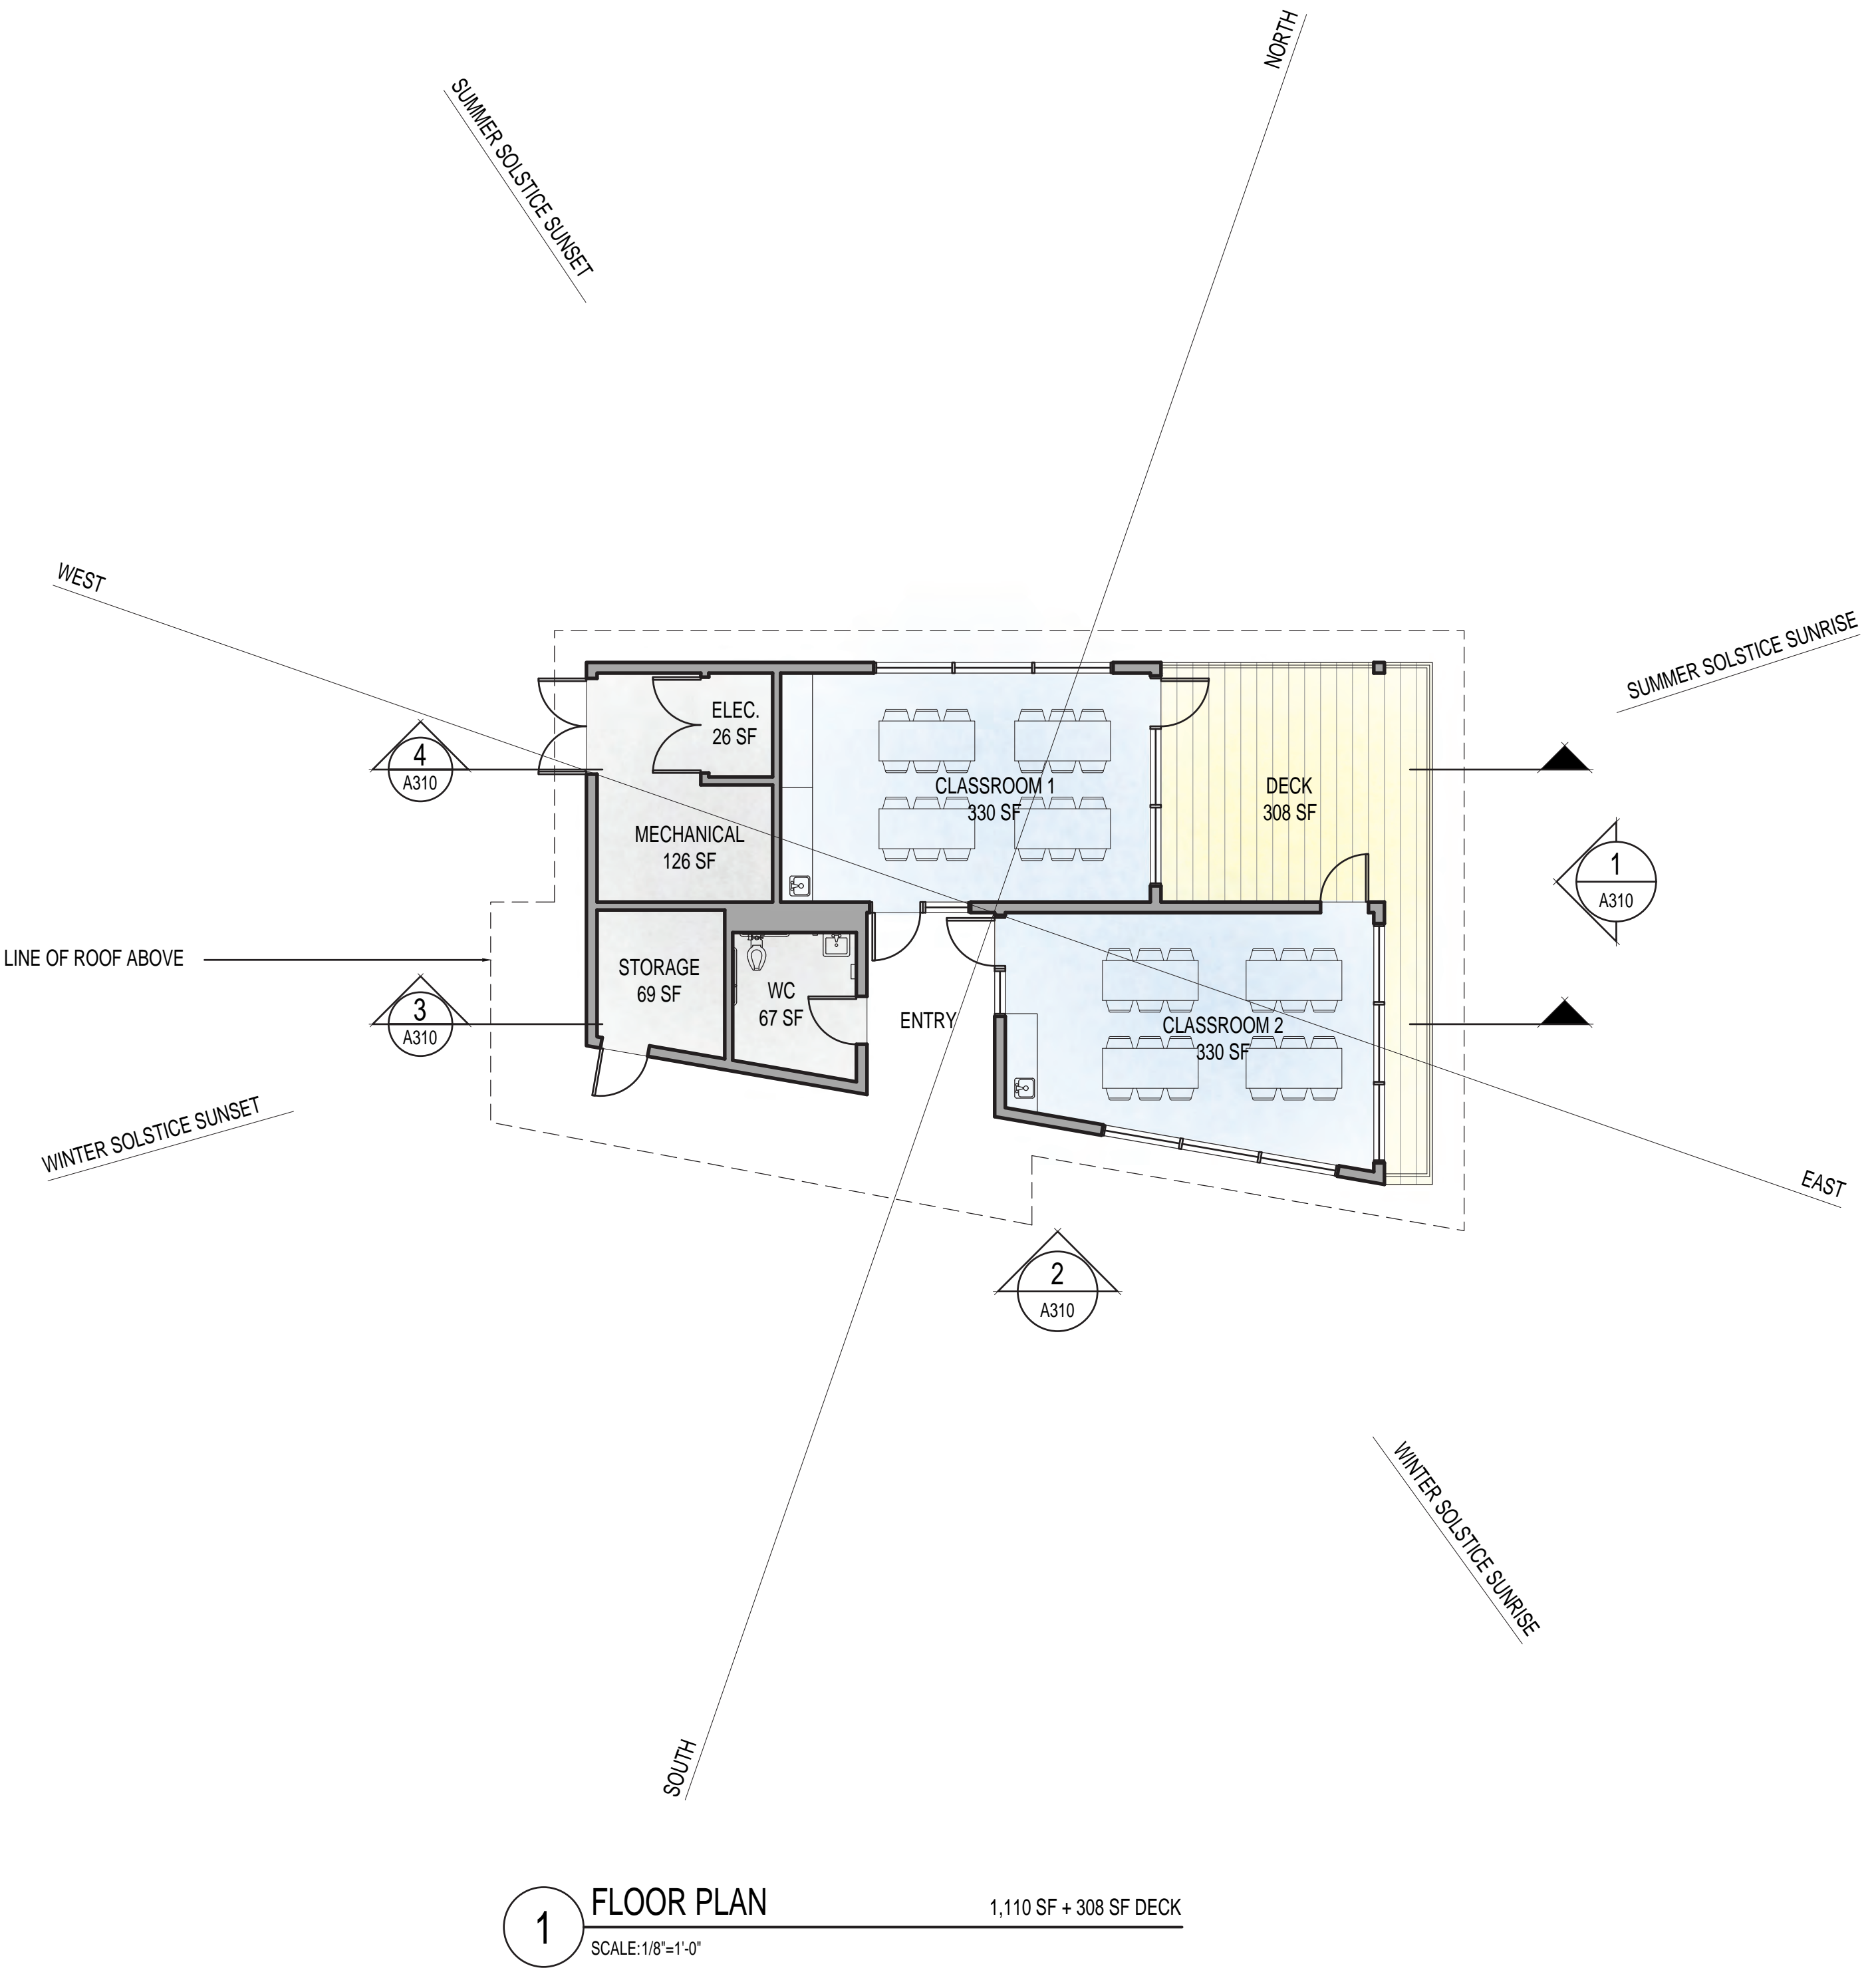 NORTH
SUMMER SOLSTICE SUNSET
WEST
SUMMER SOLSTICE SUNRISE
ELEC.
26 SF
4
A310
CLASSROOM 1
330 SF
DECK
308 SF
MECHANICAL
126 SF
1
A310
LINE OF ROOF ABOVE
STORAGE
69 SF
WC
67 SF
3
A310
ENTRY
CLASSROOM 2
330 SF
WINTER SOLSTICE SUNSET
EAST
2
A310
WINTER SOLSTICE SUNRISE
SOUTH
1
FLOOR PLAN
1,110 SF + 308 SF DECK
SCALE:1/8"=1'-0"